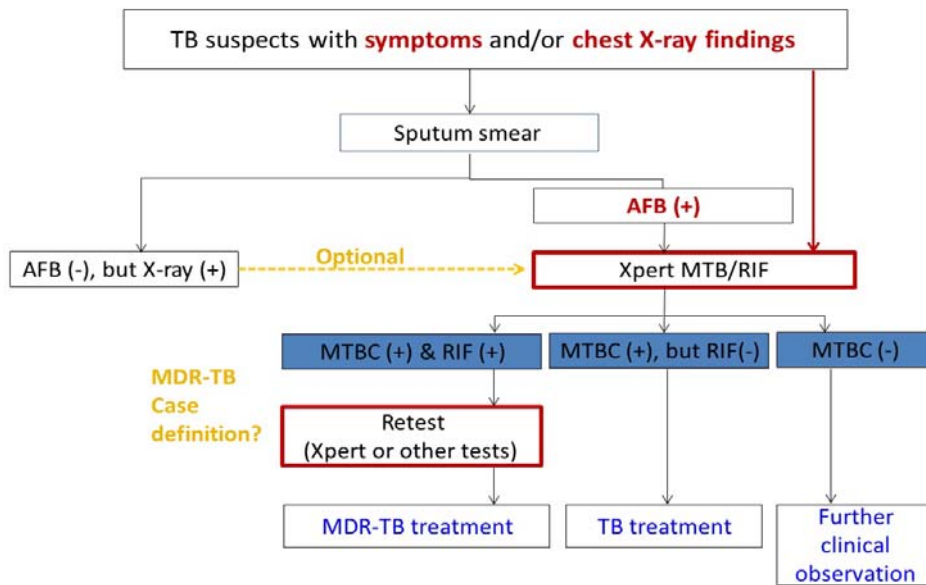 TB suspects with symptoms and/or chest X-ray findings
Sputum smear
AFB (+)
AFB (-), but X-ray (+)
Optional
Xpert MTB/RIF
MTBC (+) & RIF (+)
MTBC (+), but RIF(-)
MTBC (-)
MDR-TB
Case
definition?
Retest
(Xpert or other tests)
MDR-TB treatment
TB treatment
Further
clinical
observation